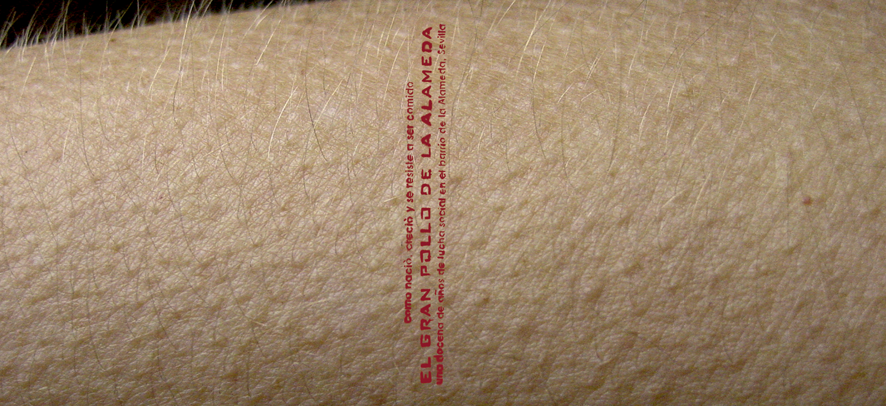 como nació, creció y se resiste a ser comido
EL GRAN POLLO DE LA ALAMEDA
una docena de años de lucha social en el barrio de la Alameda, Sevilla